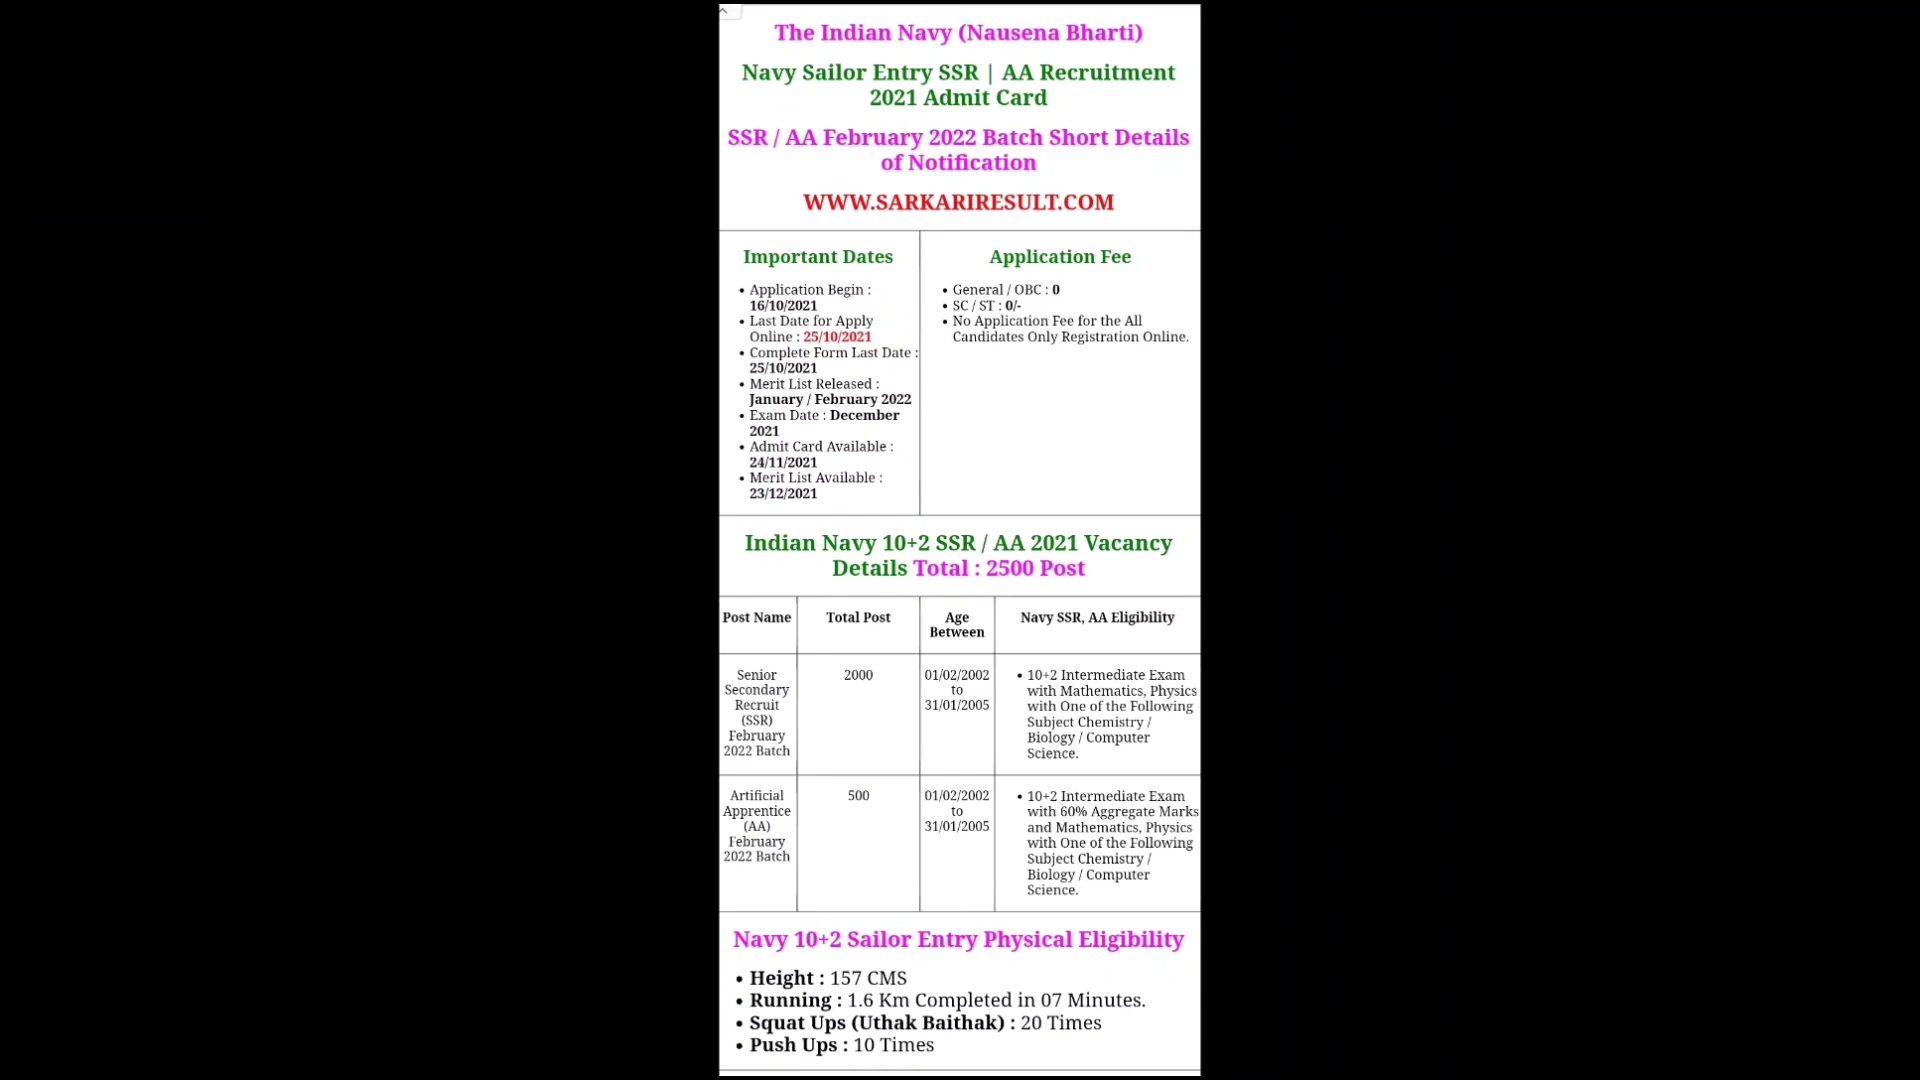 The Indian Navy (Nausena Bharti)
Navy Sailor Entry SSR | AA Recruitment
2021 Admit Card
SSR / AA February 2022 Batch Short Details
of Notification
WWW.SARKARIRESULT.COM
Important Dates
• Application Begin :
16/10/2021
• Last Date for Apply
Online : 25/10/2021
• Complete Form Last Date :
25/10/2021
• Merit List Released :
January / February 2022
• Exam Date : December
2021
• Admit Card Available :
24/11/2021
• Merit List Available :
23/12/2021
Application Fee
• General / OBC : 0
• SC / ST : 0/-
• No Application Fee for the All
Candidates Only Registration Online.
Indian Navy 10+2 SSR / AA 2021 Vacancy
Details Total : 2500 Post
Post Name
Total Post
Age
Between
Navy SSR, AA Eligibility
Senior
Secondary
Recruit
(SSR)
February
2022 Batch
2000
01/02/2002
to
31/01/2005
• 10+2 Intermediate Exam
with Mathematics, Physics
with One of the Following
Subject Chemistry /
Biology / Computer
Science.
Artificial
Apprentice
(AA)
February
2022 Batch
500
01/02/2002
to
31/01/2005
• 10+2 Intermediate Exam
with 60% Aggregate Marks
and Mathematics, Physics
with One of the Following
Subject Chemistry /
Biology / Computer
Science.
Navy 10+2 Sailor Entry Physical Eligibility
• Height : 157 CMS
• Running : 1.6 Km Completed in 07 Minutes.
• Squat Ups (Uthak Baithak) : 20 Times
• Push Ups : 10 Times